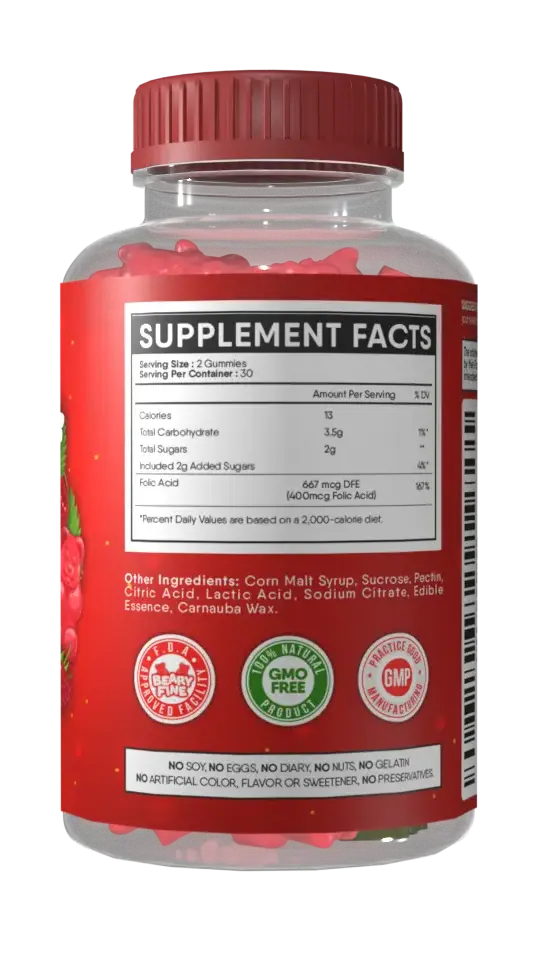 SUPPLEMENT FACTS
Serving Size : 2 Gummies
Serving Per Container : 30
Amount Per Serving % DV
Calories 13
Total Carbohydrate 3.5g 1%*
Total Sugars 2g **
Included 2g Added Sugars 4%*
Folic Acid 667 mcg DFE 167%
(400mcg Folic Acid)
*Percent Daily Values are based on a 2,000-calorie diet.
Other Ingredients: Corn Malt Syrup, Sucrose, Pectin,
Citric Acid, Lactic Acid, Sodium Citrate, Edible
Essence, Carnauba Wax.
F.D.A
BEARY
FINE
APPROVED FACILITY
100% NATURAL
GMO
FREE
PRODUCT
PRACTICE GOOD
GMP
MANUFACTURING
NO SOY, NO EGGS, NO DIARY, NO NUTS, NO GELATIN
NO ARTIFICIAL COLOR, FLAVOR OR SWEETENER, NO PRESERVATIVES.